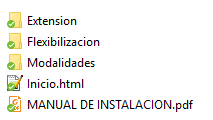 Extension
Flexibilizacion
Modalidades
Inicio.html
MANUAL DE INSTALACION.pdf